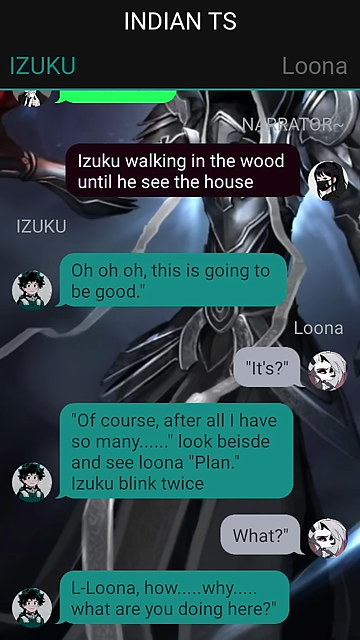 INDIAN TS
IZUKU
Loona
NARRATOR~
Izuku walking in the wood
until he see the house
IZUKU
Oh oh oh, this is going to
be good."
Loona
"It's?"
"Of course, after all I have
so many......" look beisde
and see loona "Plan."
Izuku blink twice
What?"
L-Loona, how.....why.....
what are you doing here?"